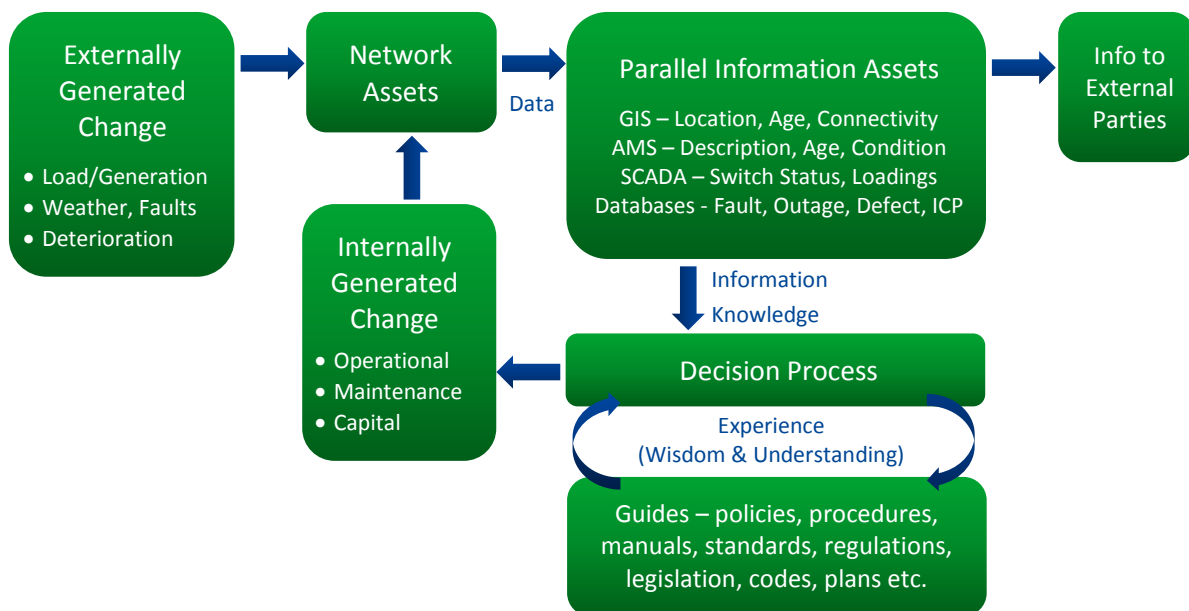 Externally
Generated
Change
• Load/Generation
• Weather, Faults
• Deterioration
Network
Assets
Data
Parallel Information Assets
GIS – Location, Age, Connectivity
AMS – Description, Age, Condition
SCADA – Switch Status, Loadings
Databases - Fault, Outage, Defect, ICP
Info to
External
Parties
Internally
Generated
Change
• Operational
• Maintenance
• Capital
Information
Knowledge
Decision Process
Experience
(Wisdom & Understanding)
Guides – policies, procedures,
manuals, standards, regulations,
legislation, codes, plans etc.